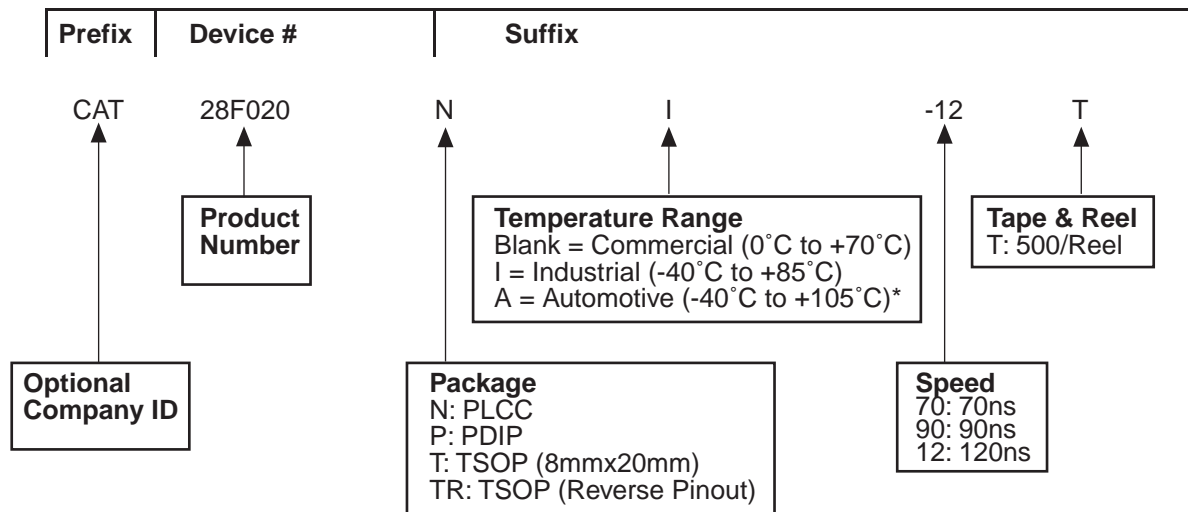 Prefix Device # Suffix
CAT 28F020 N I -12 T
Product
Number
Temperature Range
Blank = Commercial (0˚C to +70˚C)
I = Industrial (-40˚C to +85˚C)
A = Automotive (-40˚C to +105˚C)*
Tape & Reel
T: 500/Reel
Optional
Company ID
Package
N: PLCC
P: PDIP
T: TSOP (8mmx20mm)
TR: TSOP (Reverse Pinout)
Speed
70: 70ns
90: 90ns
12: 120ns